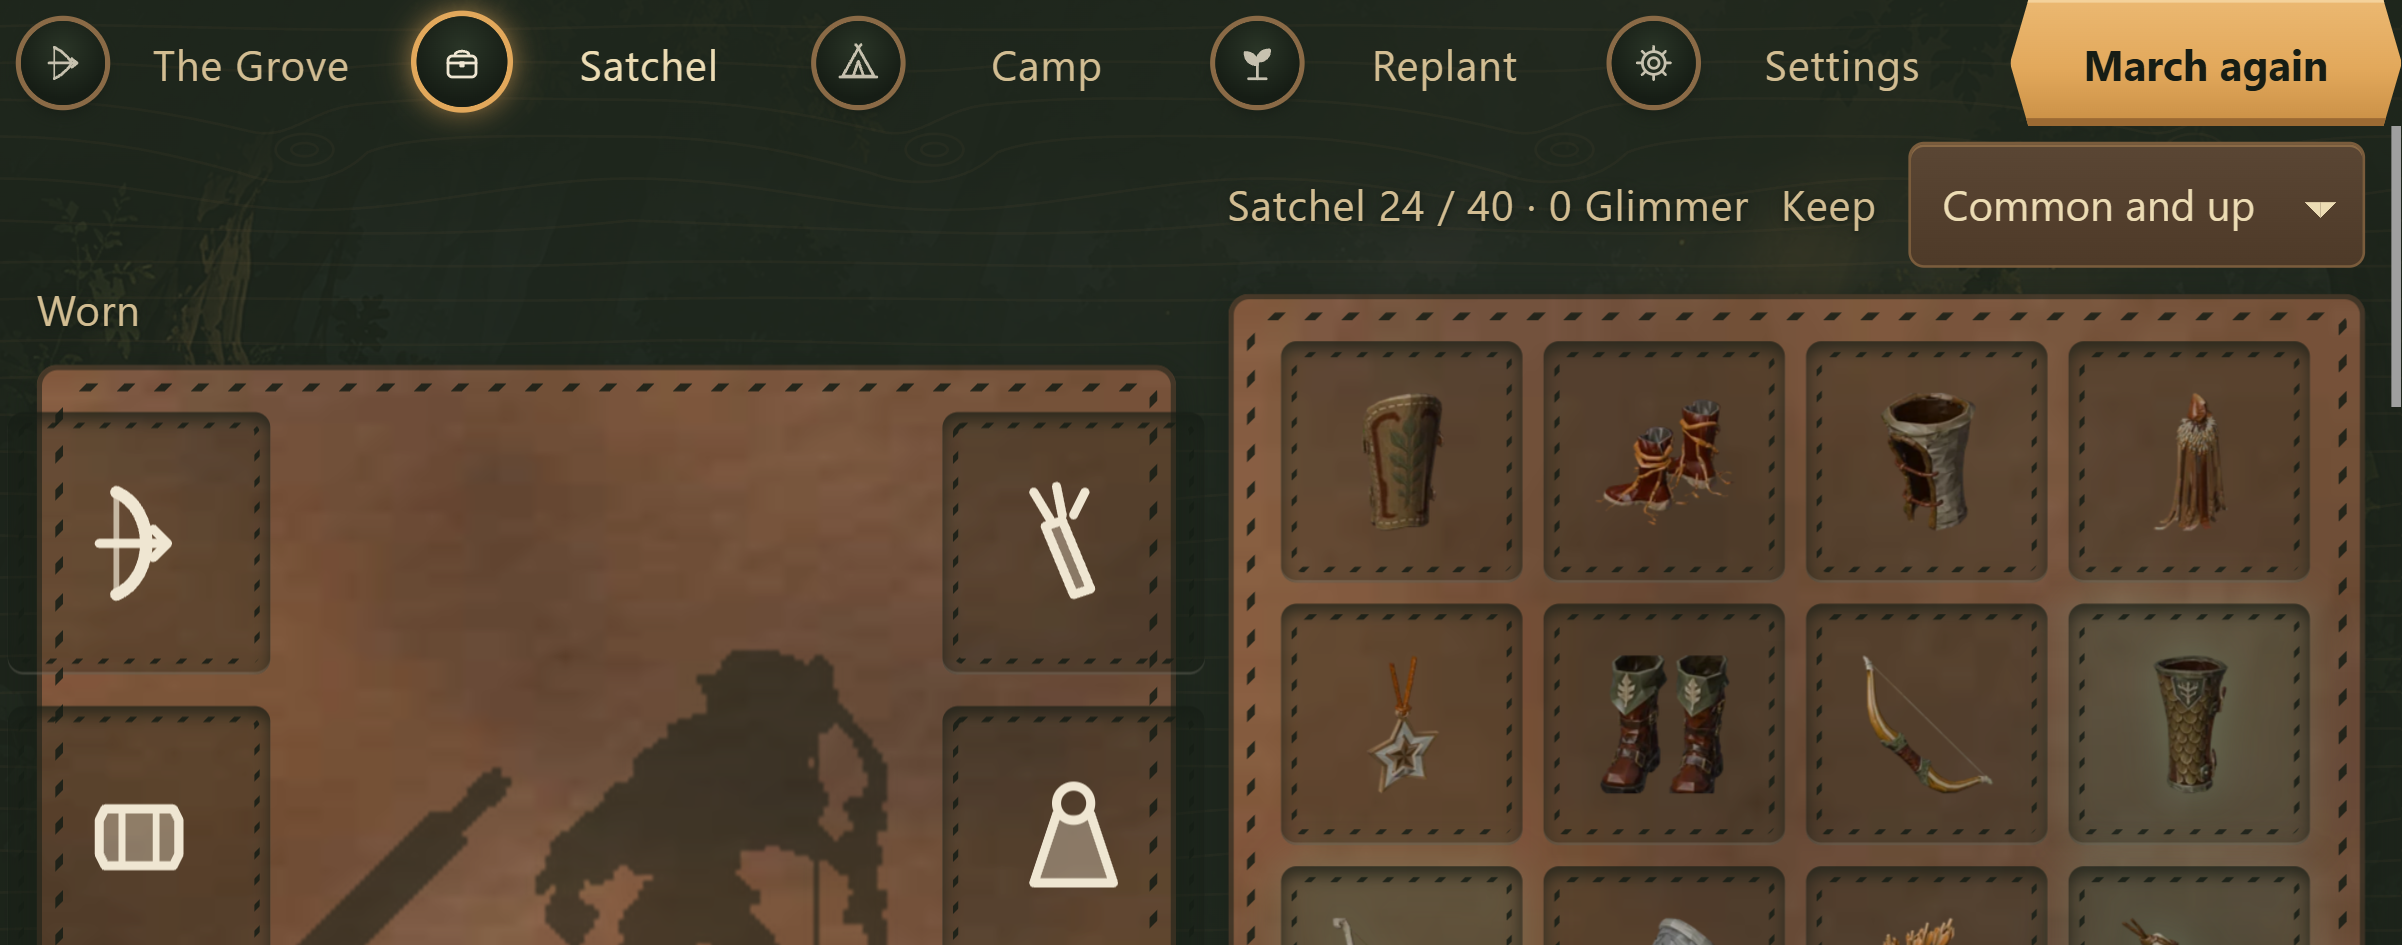 The Grove
Satchel
Camp
Replant
Settings
March again
Satchel 24 / 40 · 0 Glimmer
Keep
Common and up
Worn